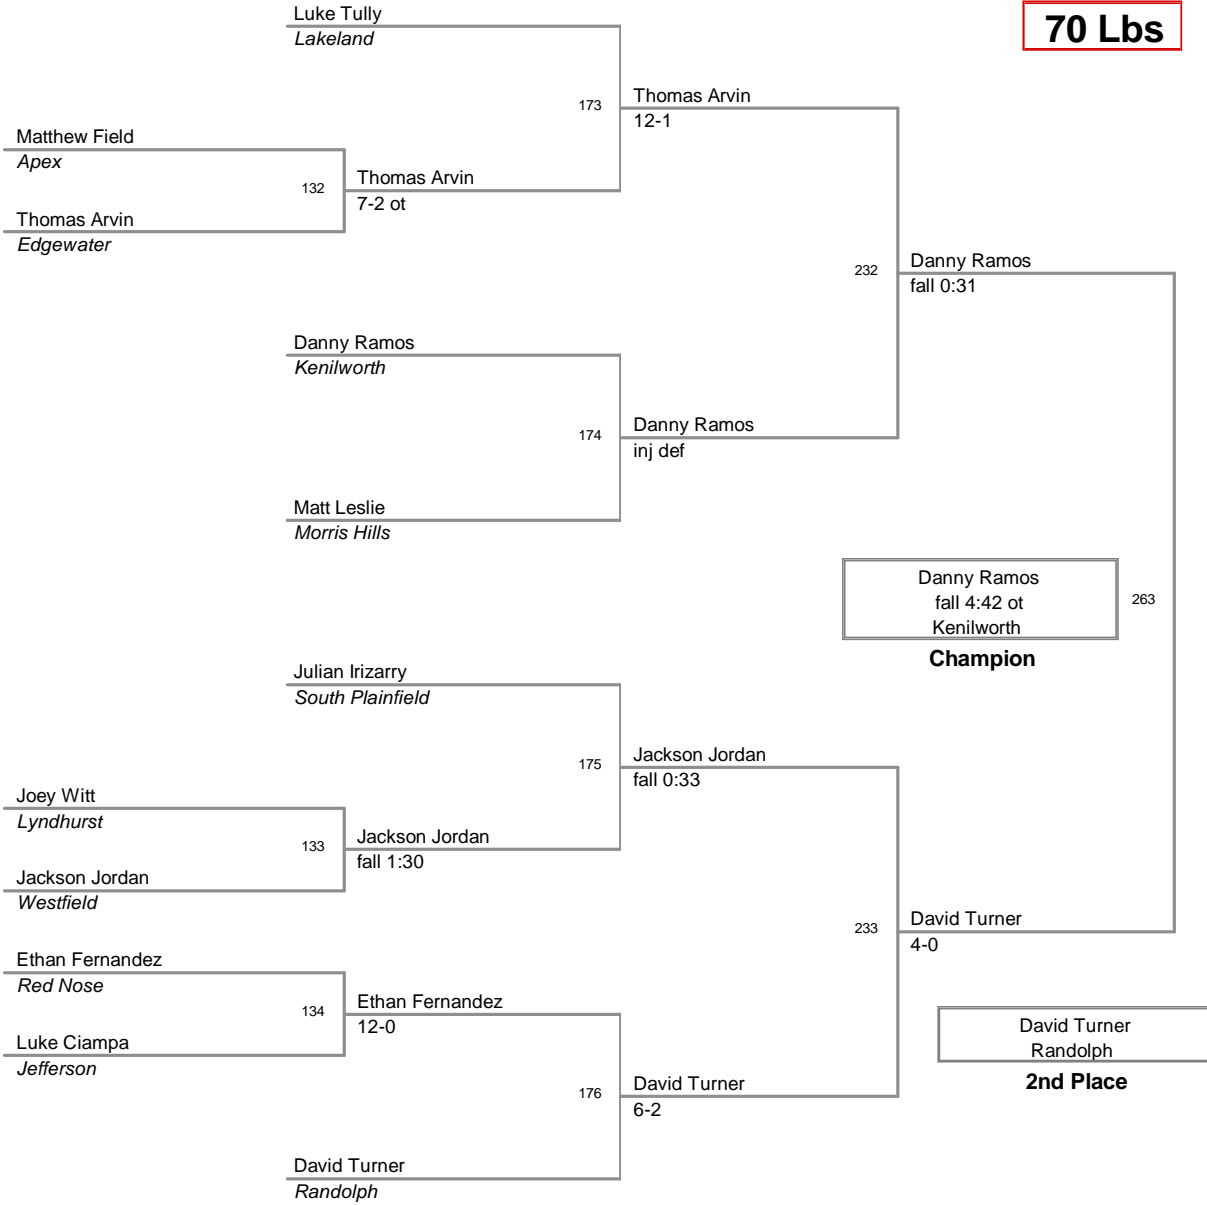 Luke Tully
Lakeland
70 Lbs
173
Thomas Arvin
12-1
Matthew Field
Apex
132
Thomas Arvin
7-2 ot
Thomas Arvin
Edgewater
232
Danny Ramos
fall 0:31
Danny Ramos
Kenilworth
174
Danny Ramos
inj def
Matt Leslie
Morris Hills
Danny Ramos
fall 4:42 ot
Kenilworth
263
Champion
Julian Irizarry
South Plainfield
175
Jackson Jordan
fall 0:33
Joey Witt
Lyndhurst
133
Jackson Jordan
fall 1:30
Jackson Jordan
Westfield
233
David Turner
4-0
Ethan Fernandez
Red Nose
134
Ethan Fernandez
12-0
Luke Ciampa
Jefferson
David Turner
Randolph
2nd Place
176
David Turner
6-2
David Turner
Randolph